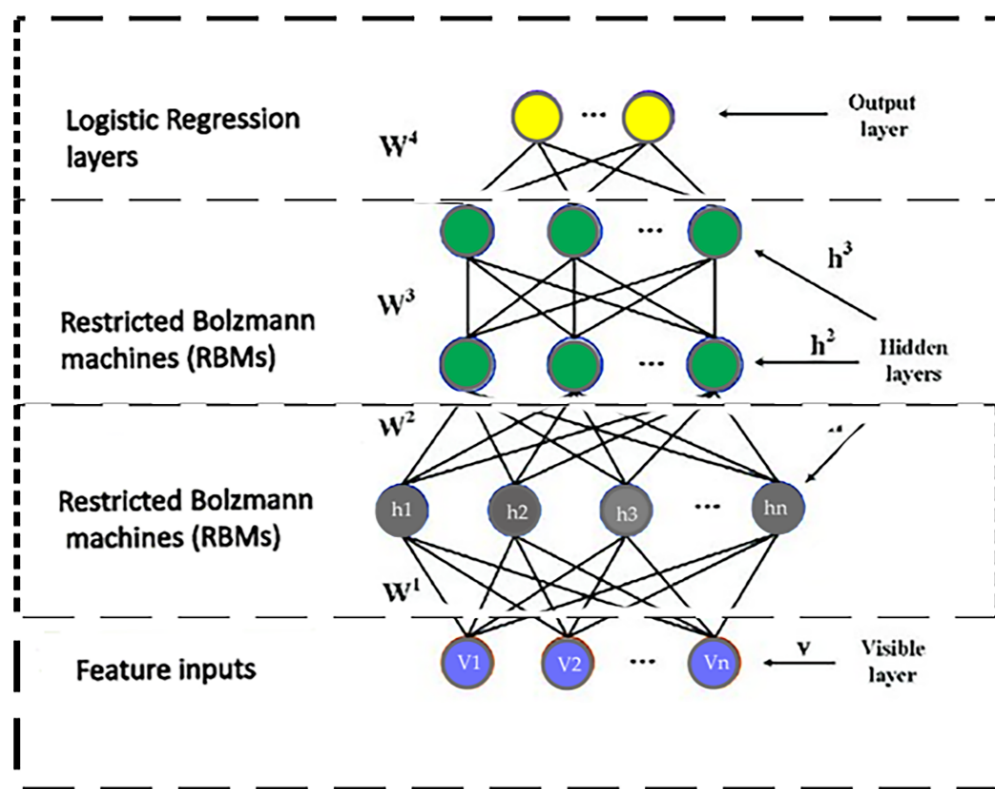 Logistic Regression
layers
W4
...
Output
layer
...
h3
Restricted Bolzmann
machines (RBMs)
W3
...
h2
Hidden
layers
W2
Restricted Bolzmann
machines (RBMs)
h1 h2 h3 ... hn
W1
Feature inputs
V1 V2 ... Vn
v
Visible
layer